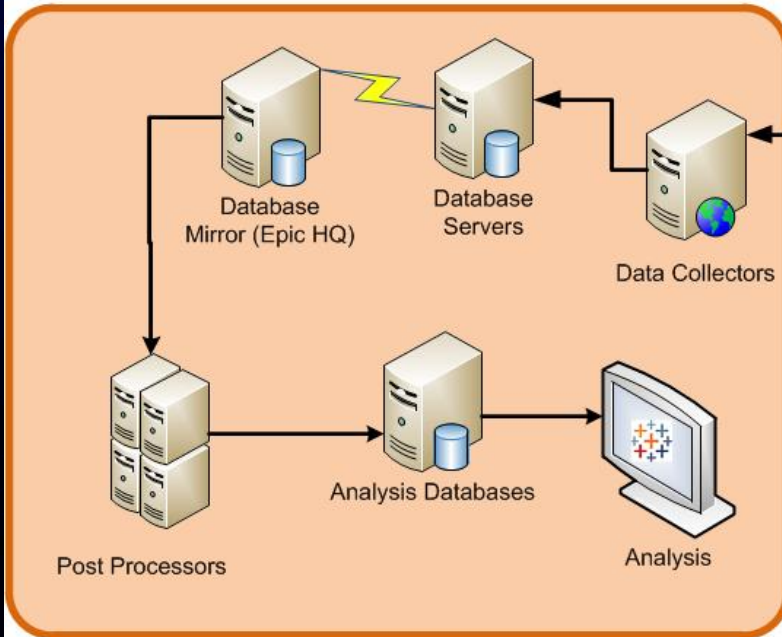 Database
Mirror (Epic HQ)
Database
Servers
Data Collectors
Post Processors
Analysis Databases
Analysis